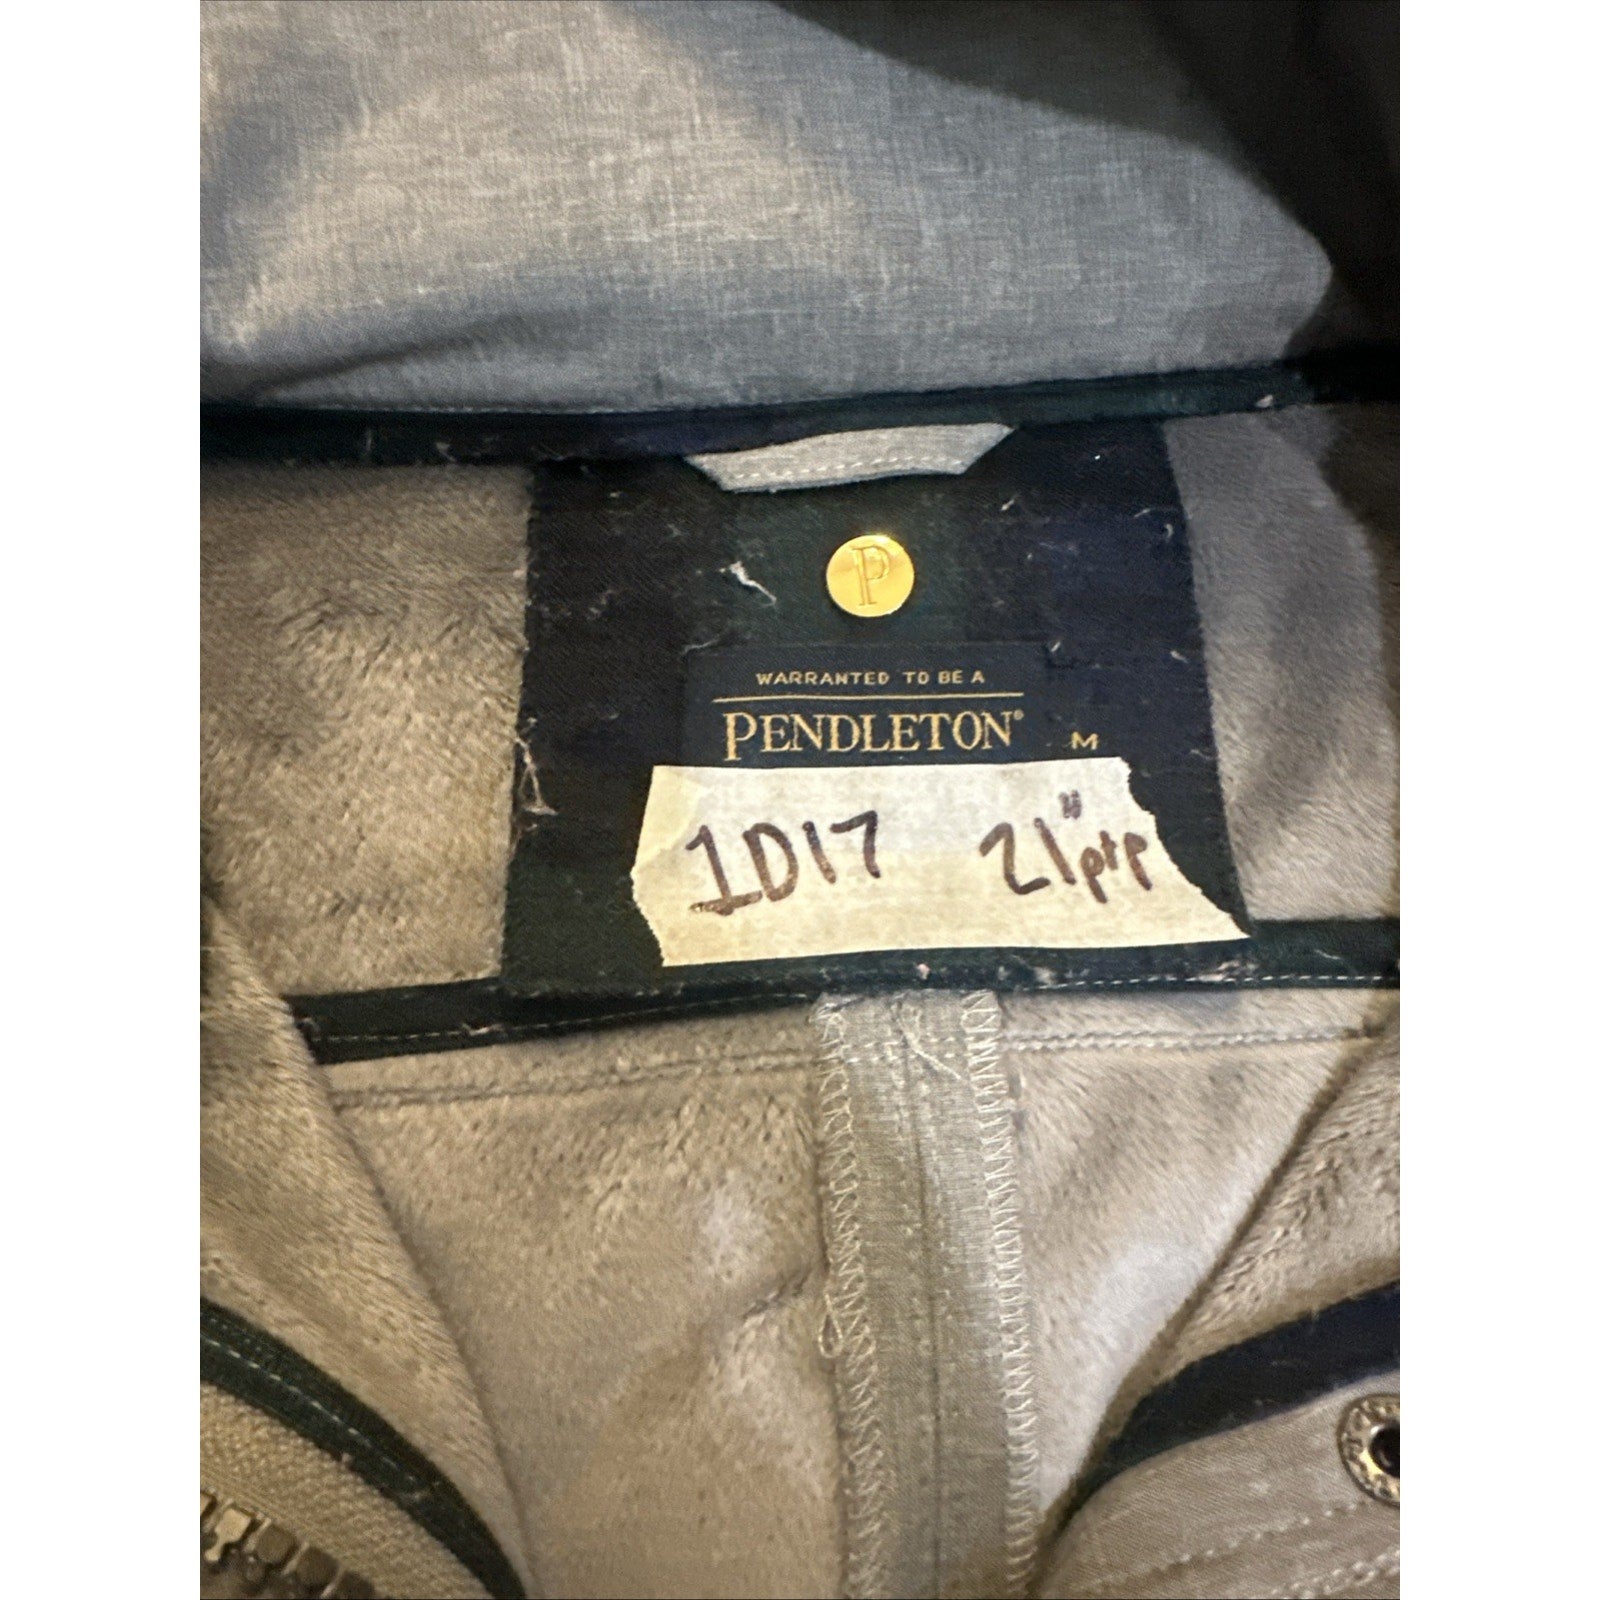 P
WARRANTED TO BE A
PENDLETON®
M
1D17 21" ptp